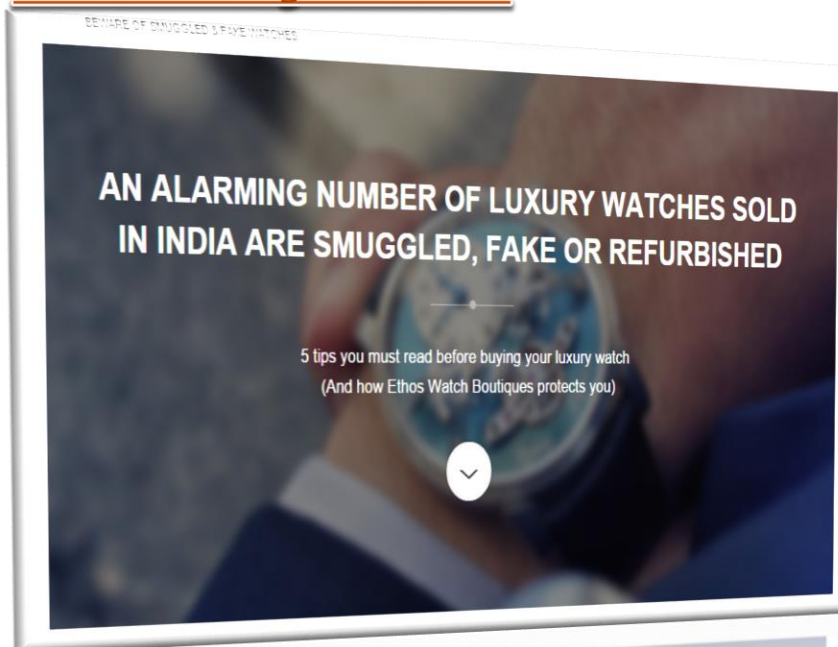 BEWARE OF SMUGGLED & FAKE WATCHES
AN ALARMING NUMBER OF LUXURY WATCHES SOLD
IN INDIA ARE SMUGGLED, FAKE OR REFURBISHED
5 tips you must read before buying your luxury watch
(And how Ethos Watch Boutiques protects you)